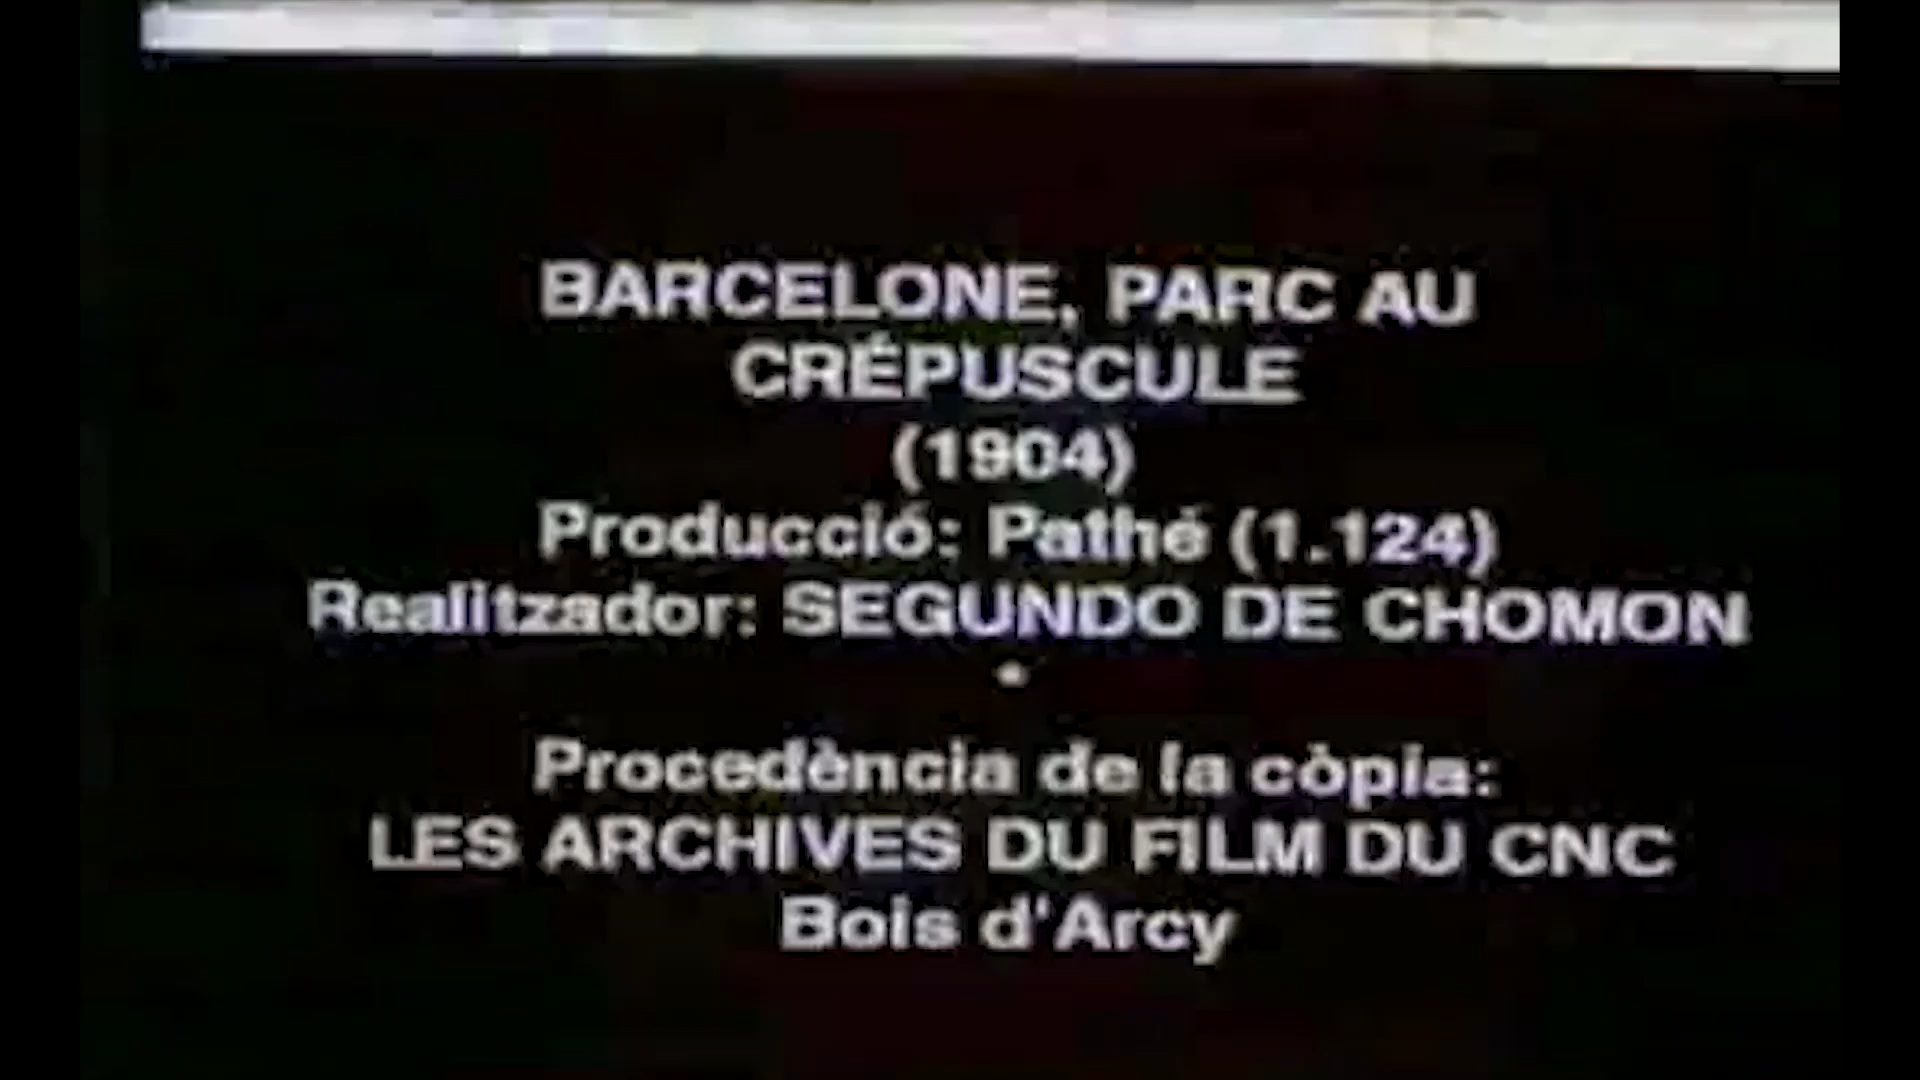 BARCELONE, PARC AU
CRÉPUSCULE
(1904)
Producció: Pathé (1.124)
Realitzador: SEGUNDO DE CHOMON
•
Procedència de la còpia:
LES ARCHIVES DU FILM DU CNC
Bois d'Arcy